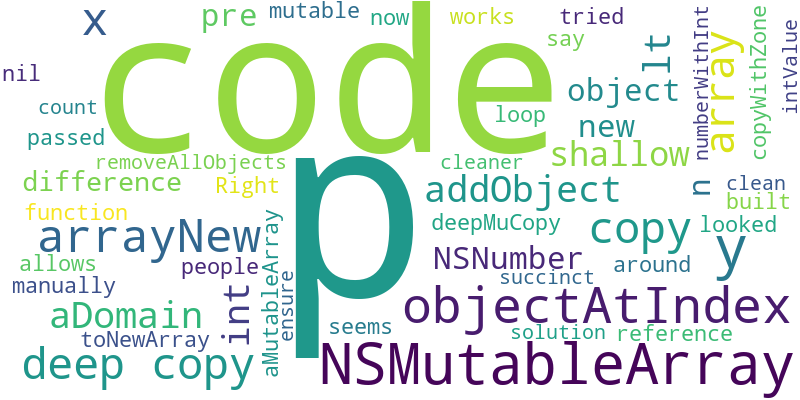 x
pre
mutable
now
works
tried
say
nil
code
lt
array
numberWithInt
copyWithZone
intValue
count
passed
loop
object
new
removeAllObjects
cleaner
shallow
difference
Right
addObject
n
clean
built
function
arrayNew
aMutableArray
p
deepMuCopy
copy
looked
y
allows
people
NSNumber
around
manually
int
ensure
succinct
objectAtIndex
aDomain
toNewArray
seems
solution
reference
deep copy
NSMutableArray